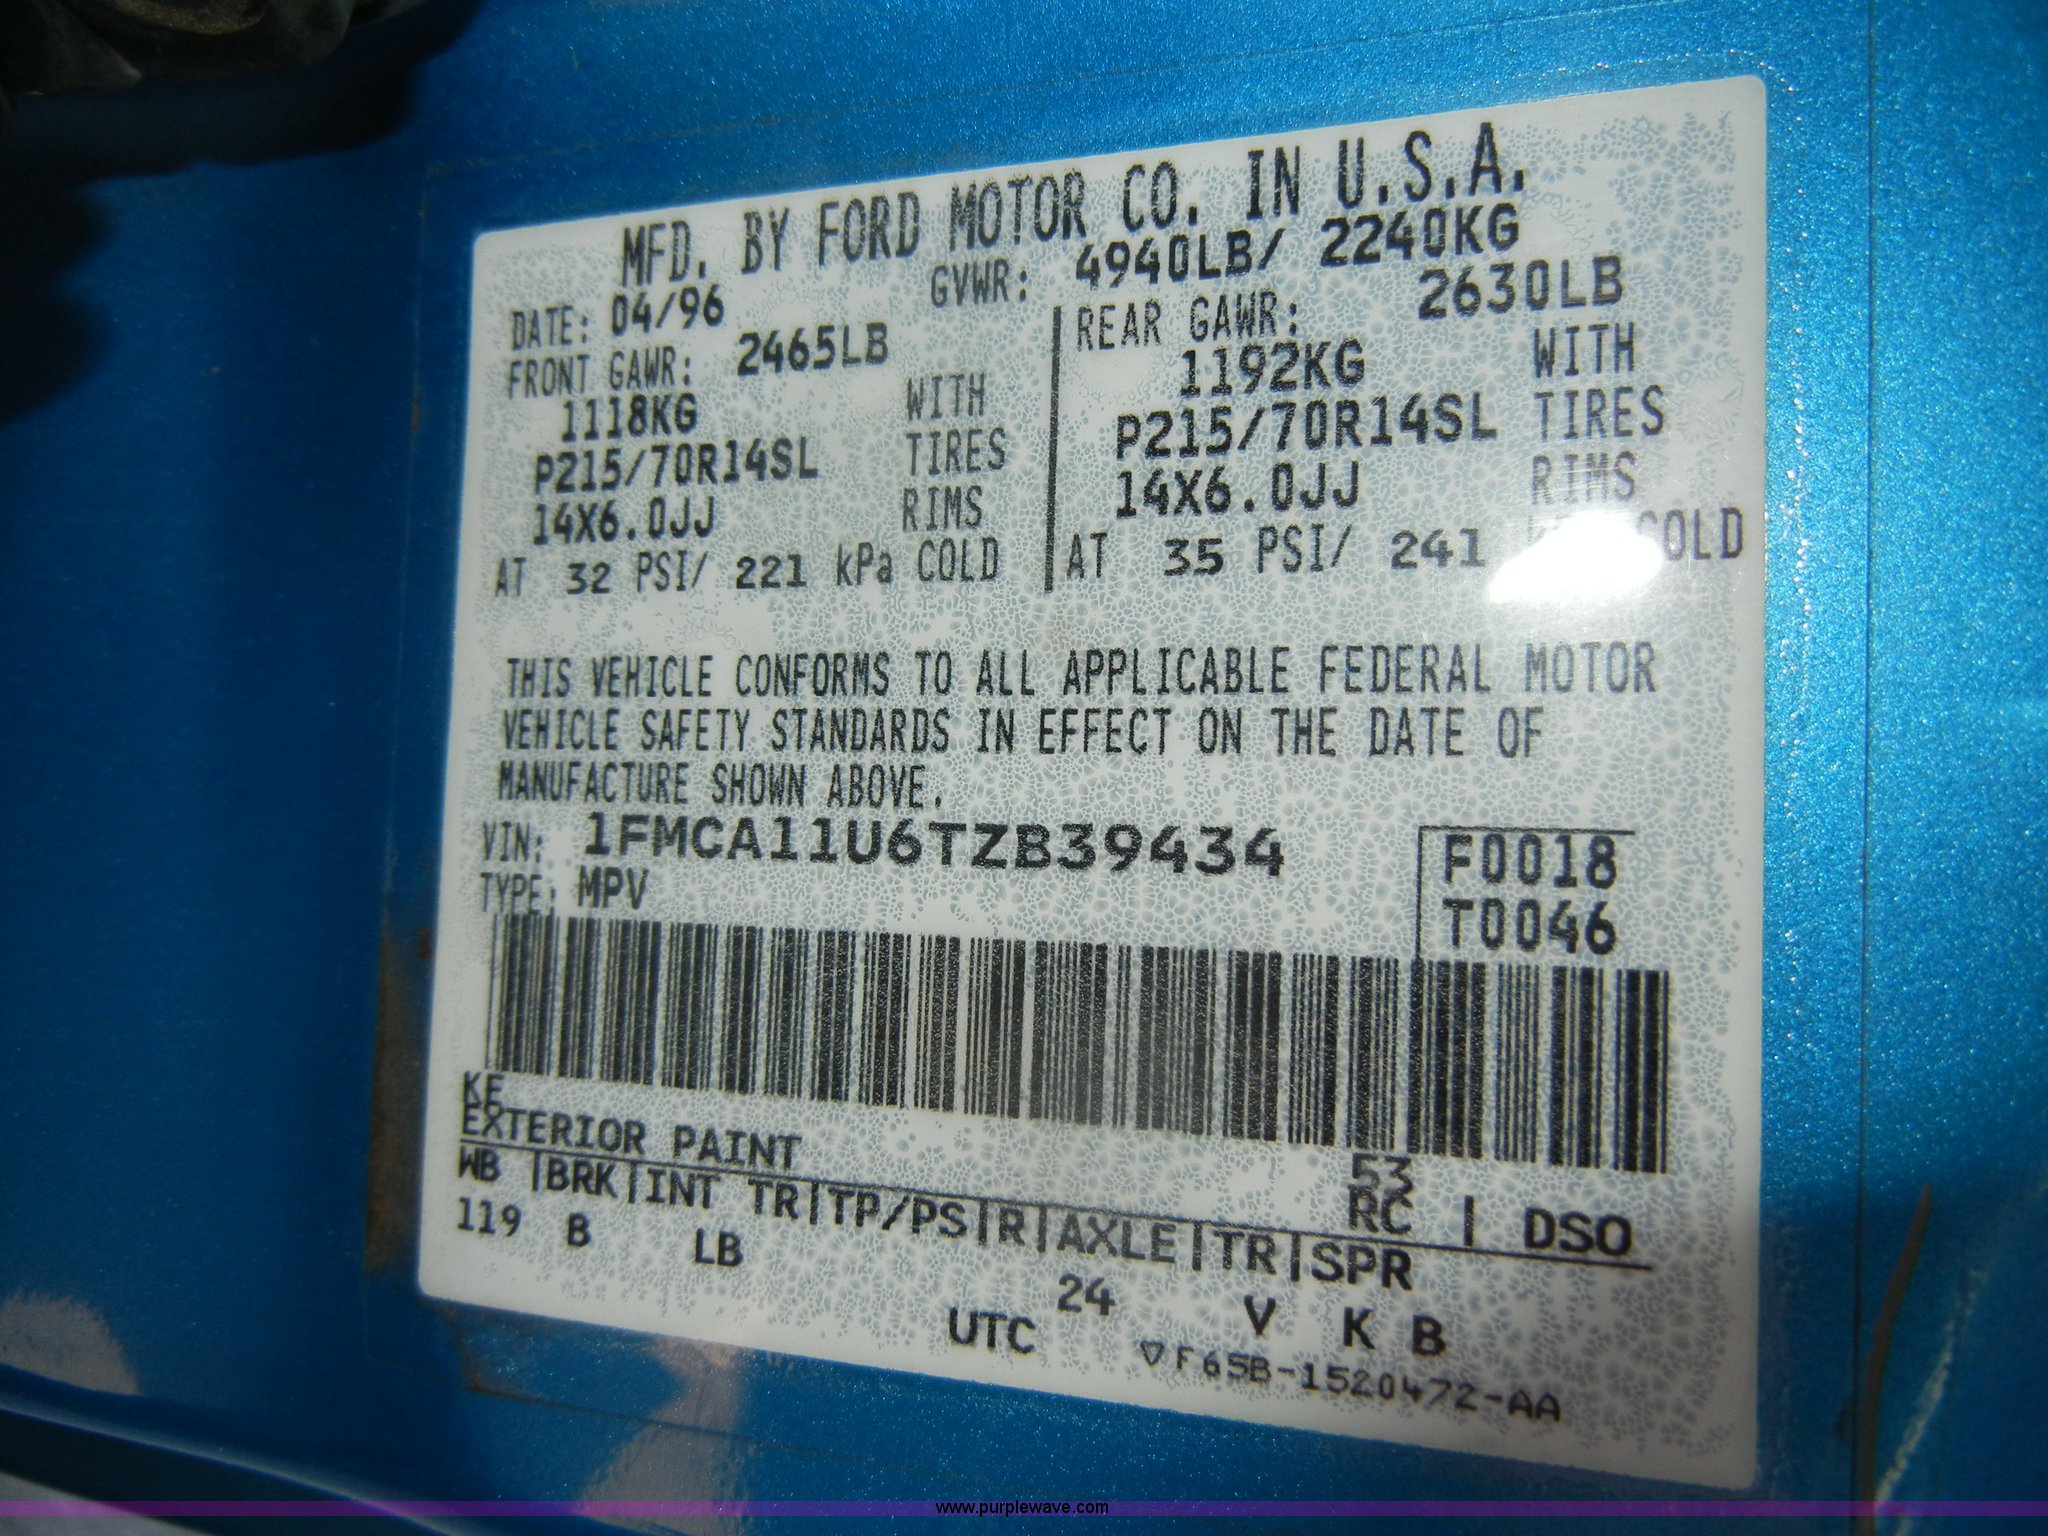 MFD. BY FORD MOTOR CO. IN U.S.A.
DATE: 04/96 GVWR: 4940LB/ 2240KG
FRONT GAWR: 2465LB REAR GAWR: 2630LB
1118KG WITH 1192KG WITH
P215/70R14SL TIRES P215/70R14SL TIRES
14X6.0JJ RIMS 14X6.0JJ RIMS
AT 32 PSI/ 221 kPa COLD AT 35 PSI/ 241 COLD
THIS VEHICLE CONFORMS TO ALL APPLICABLE FEDERAL MOTOR
VEHICLE SAFETY STANDARDS IN EFFECT ON THE DATE OF
MANUFACTURE SHOWN ABOVE.
VIN: 1FMCA11U6TZB39434 F0018
TYPE: MPV T0046
KE
EXTERIOR PAINT 53
RC | DSO
WB |BRK|INT TR|TP/PS|R|AXLE|TR|SPR
119 B LB 24 V K B
UTC ▽F65B-1520472-AA
www.purplewave.com